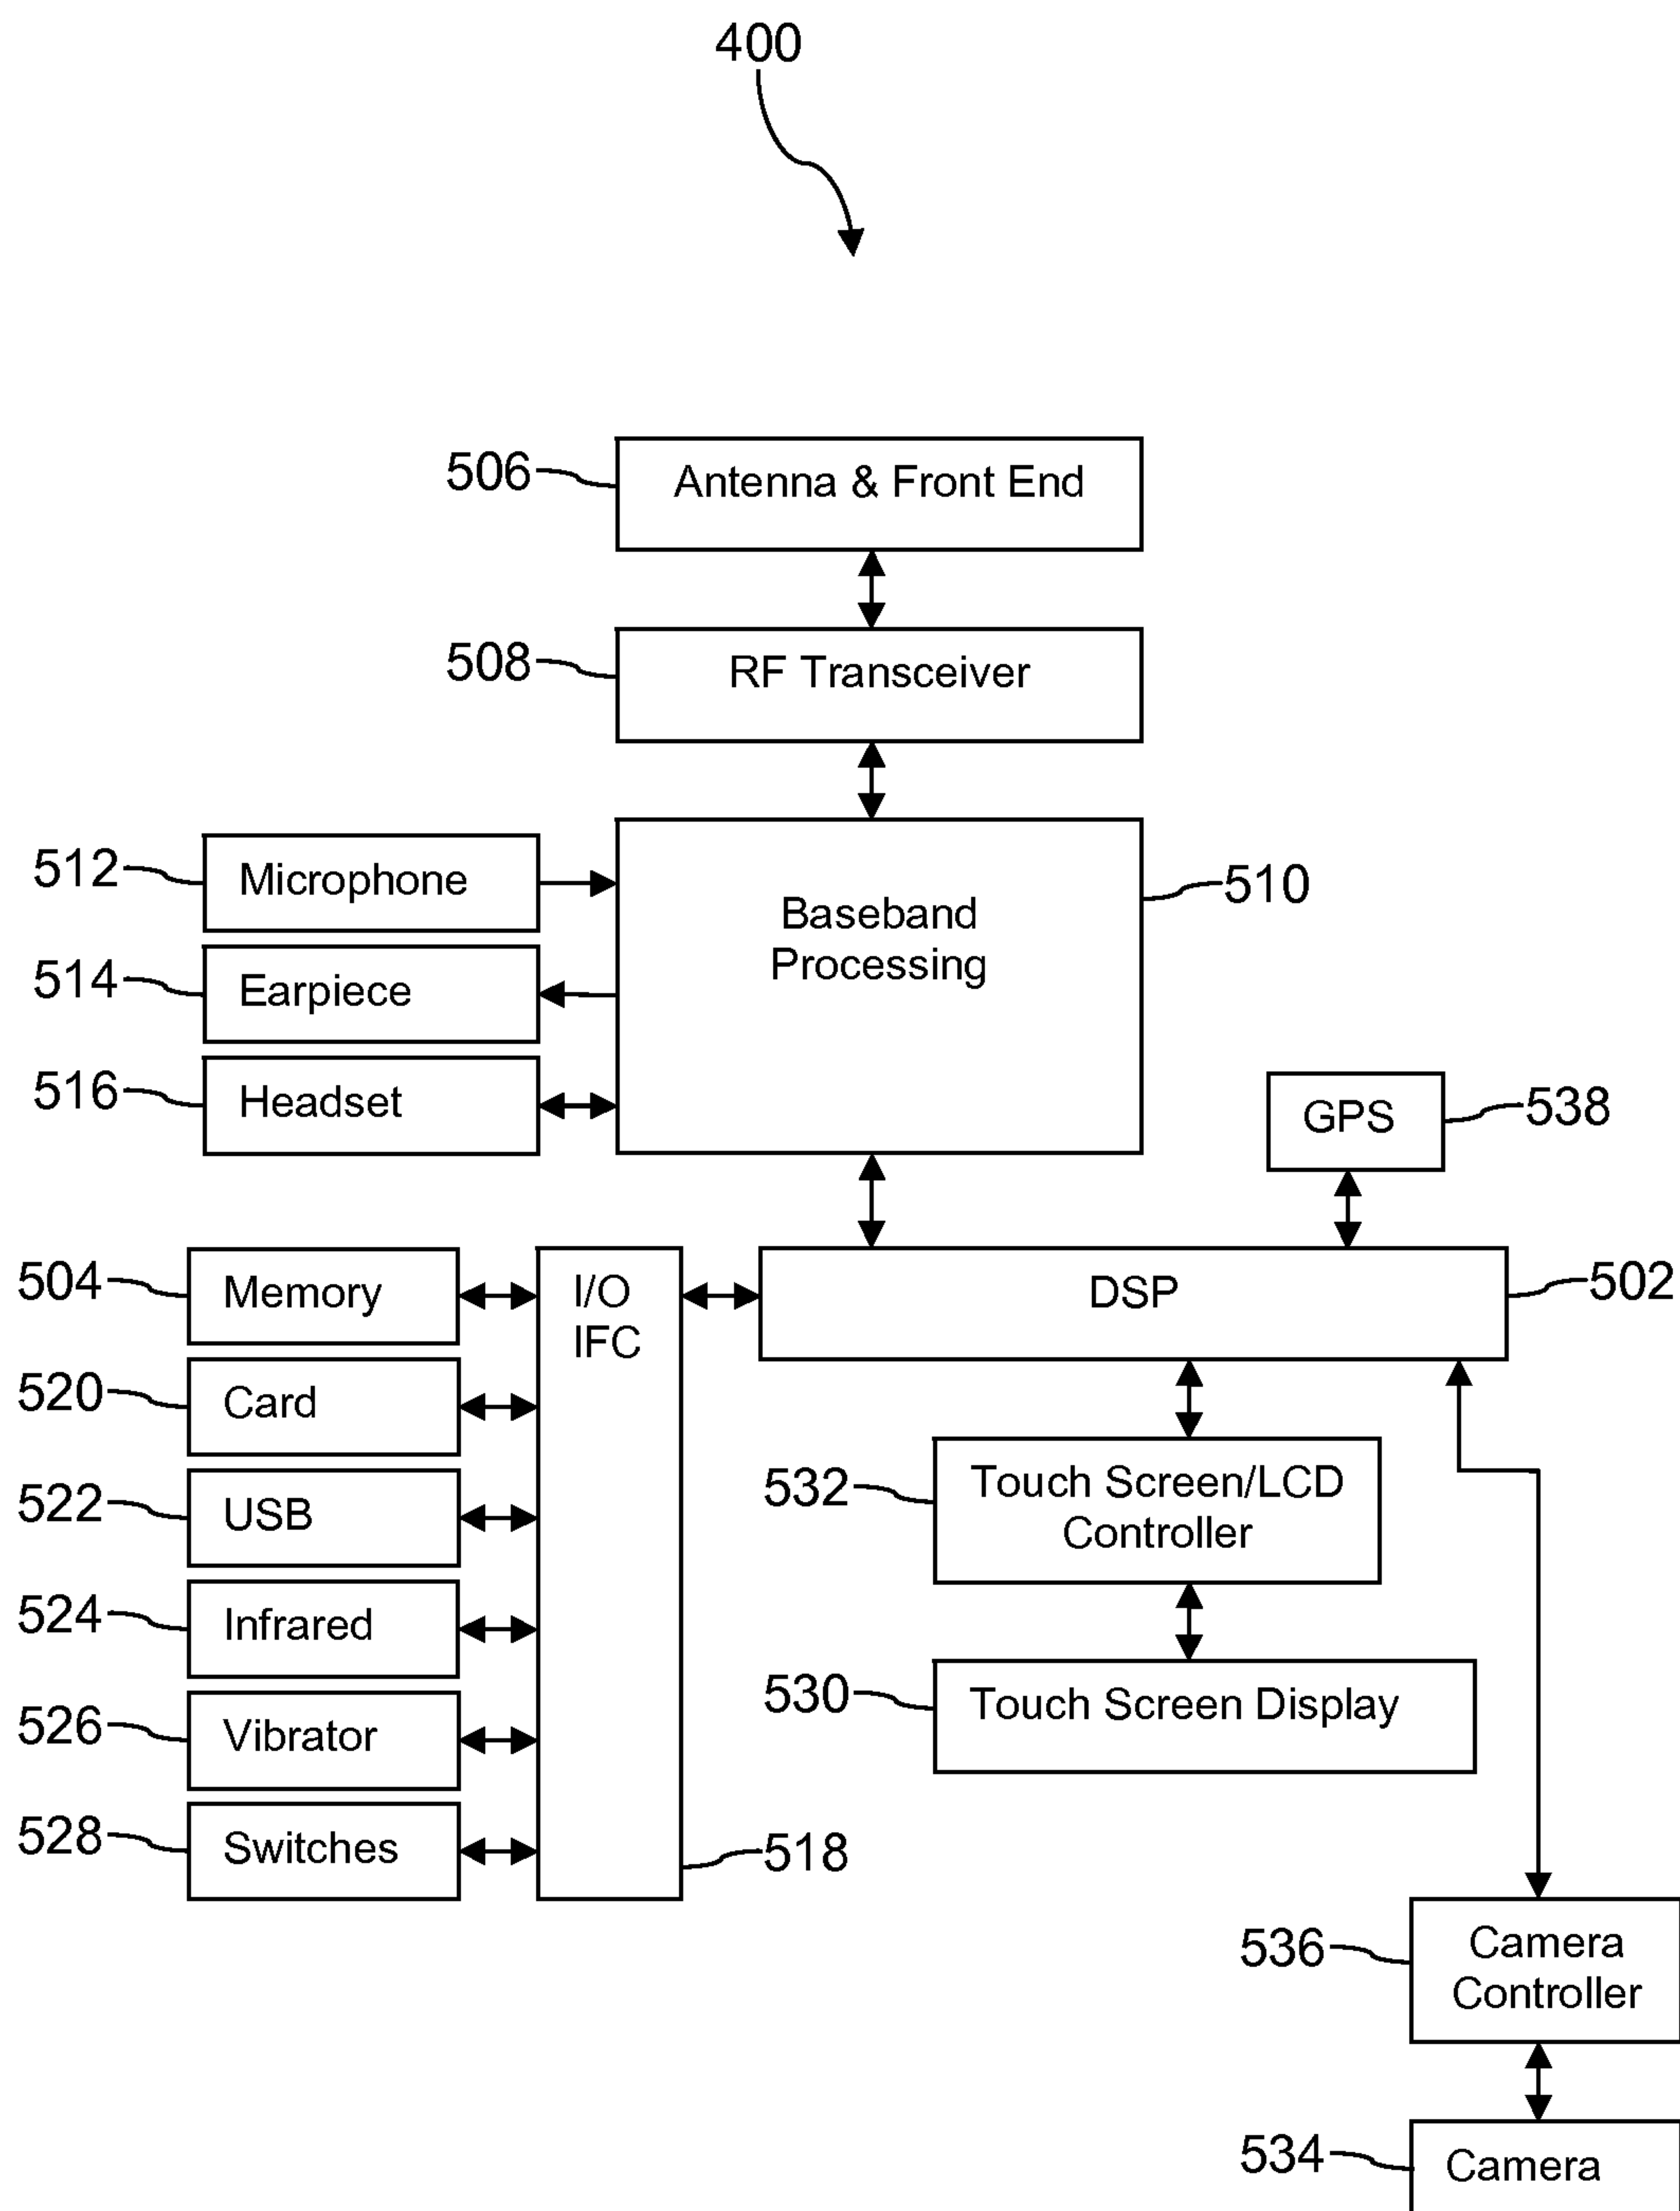 400
506
Antenna & Front End
508
RF Transceiver
512
Microphone
510
Baseband
Processing
514
Earpiece
516
Headset
GPS
538
504
Memory
I/O
IFC
DSP
502
520
Card
522
USB
532
Touch Screen/LCD
Controller
524
Infrared
526
Vibrator
530
Touch Screen Display
528
Switches
518
536
Camera
Controller
534
Camera